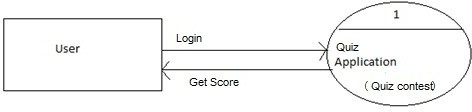 User
Login
Get Score
1
Quiz
Application
( Quiz contest)